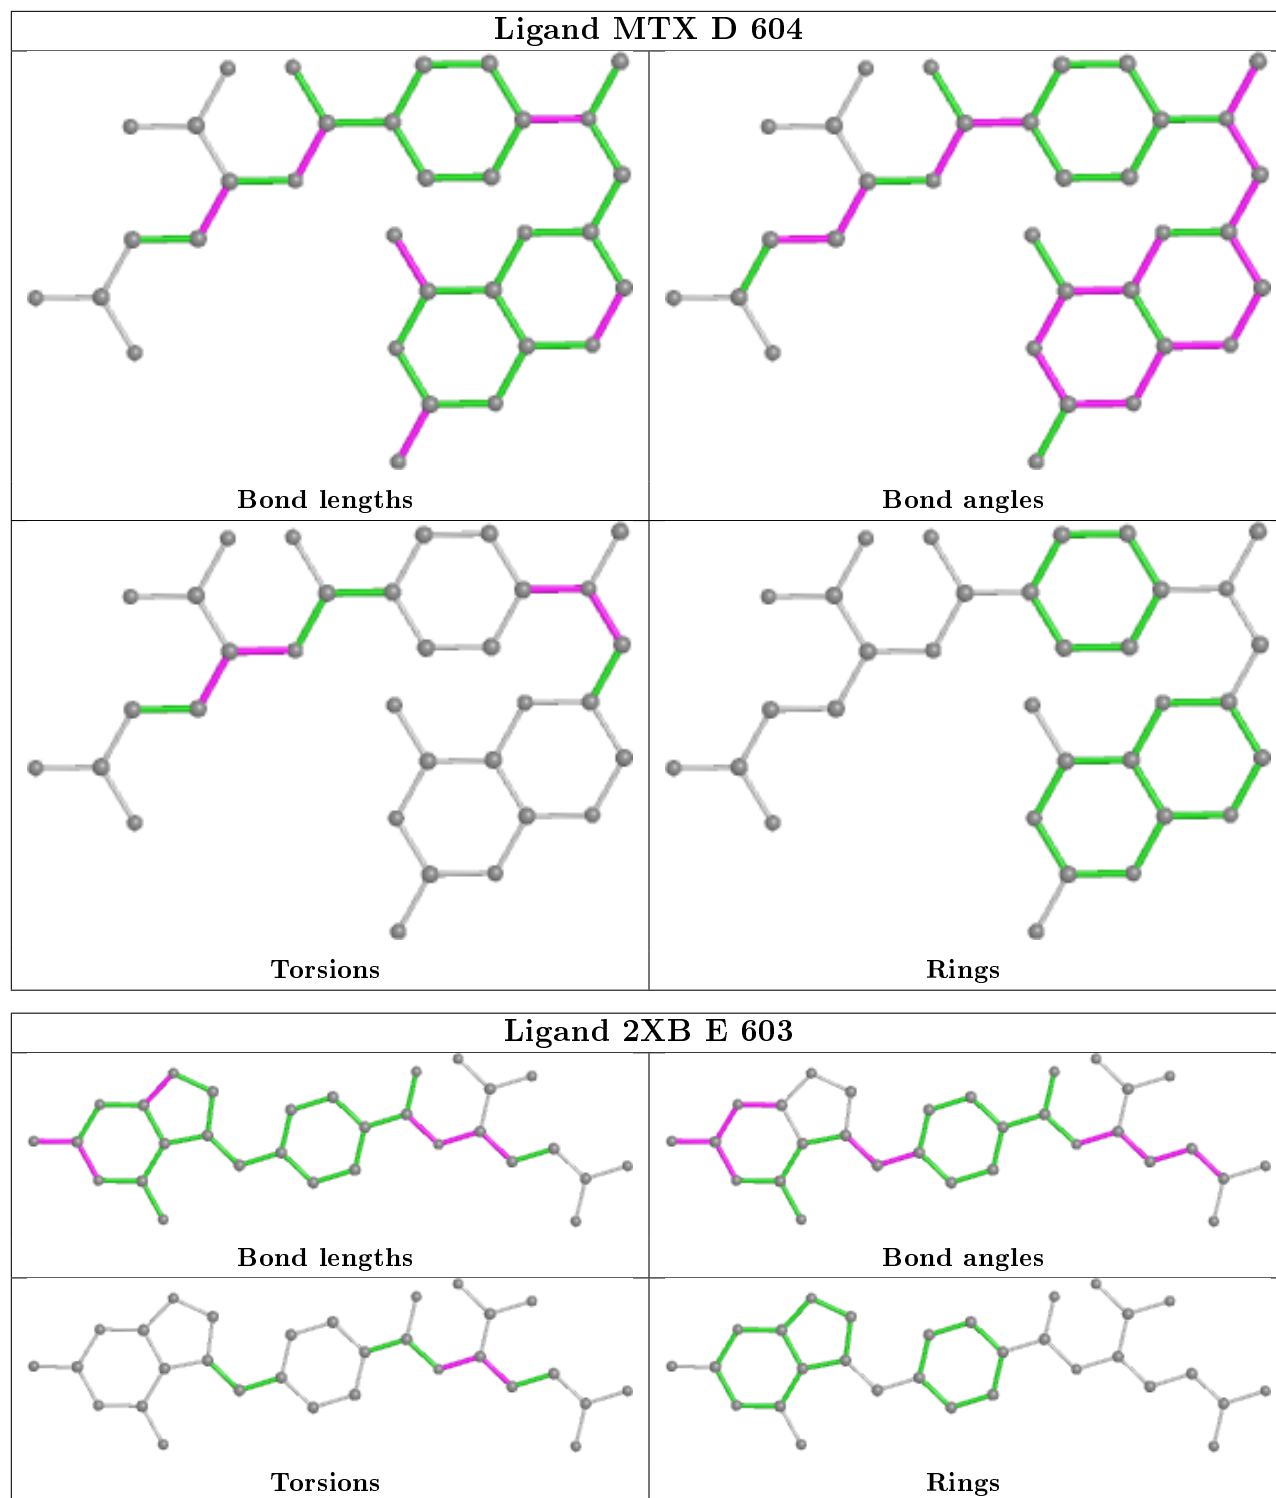 Ligand MTX D 604
Bond lengths
Bond angles
Torsions
Rings
Ligand 2XB E 603
Bond lengths
Bond angles
Torsions
Rings